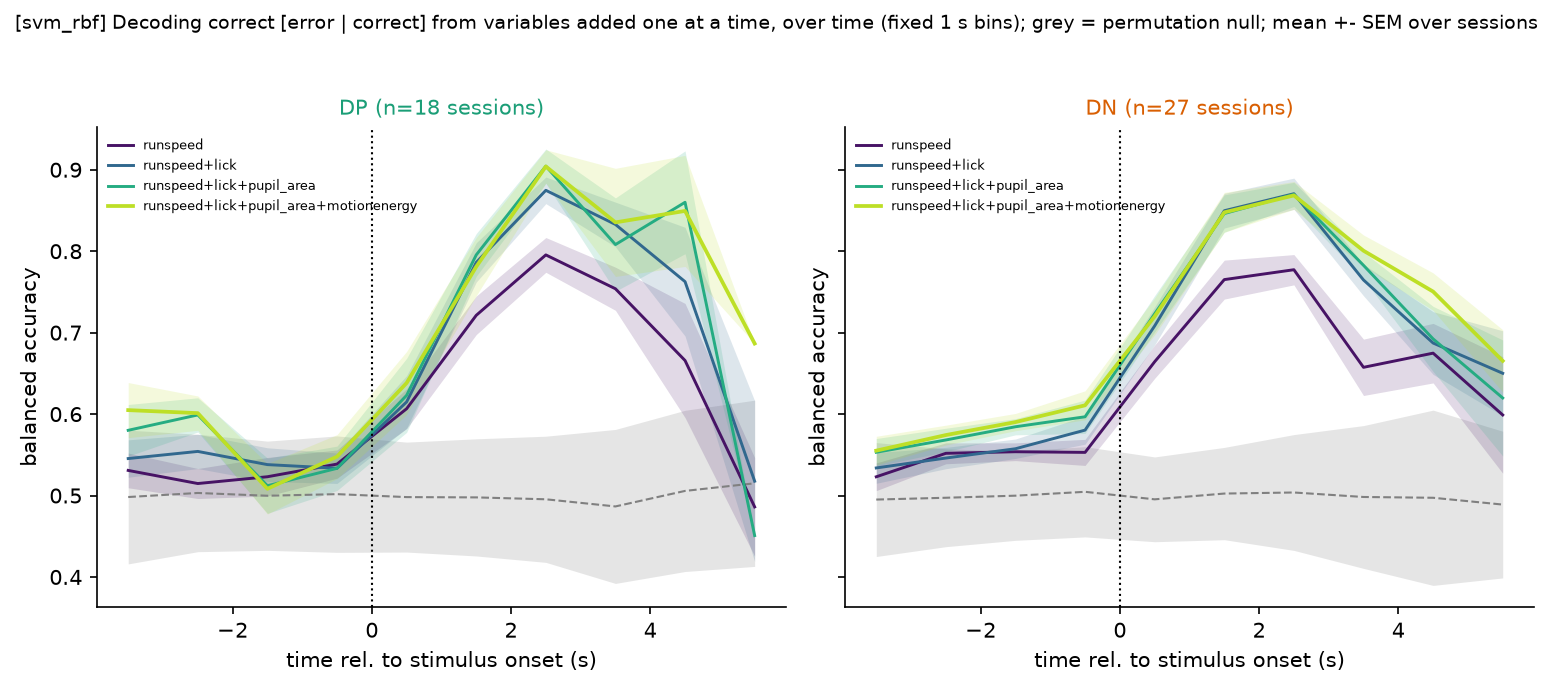 [svm_rbf] Decoding correct [error | correct] from variables added one at a time, over time (fixed 1 s bins); grey = permutation null; mean +- SEM over sessions
DP (n=18 sessions)
runspeed
runspeed+lick
runspeed+lick+pupil_area
runspeed+lick+pupil_area+motionenergy
0.9
0.8
0.7
0.6
0.5
0.4
balanced accuracy
−2
0
2
4
time rel. to stimulus onset (s)
DN (n=27 sessions)
runspeed
runspeed+lick
runspeed+lick+pupil_area
runspeed+lick+pupil_area+motionenergy
balanced accuracy
−2
0
2
4
time rel. to stimulus onset (s)